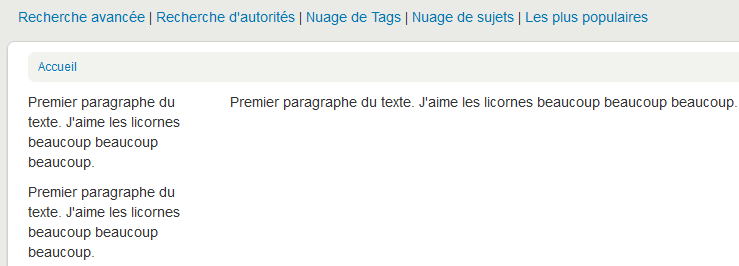 Recherche avancée | Recherche d'autorités | Nuage de Tags | Nuage de sujets | Les plus populaires
Accueil
Premier paragraphe du
texte. J'aime les licornes
beaucoup beaucoup
beaucoup.
Premier paragraphe du
texte. J'aime les licornes
beaucoup beaucoup
beaucoup.
Premier paragraphe du texte. J'aime les licornes beaucoup beaucoup beaucoup.